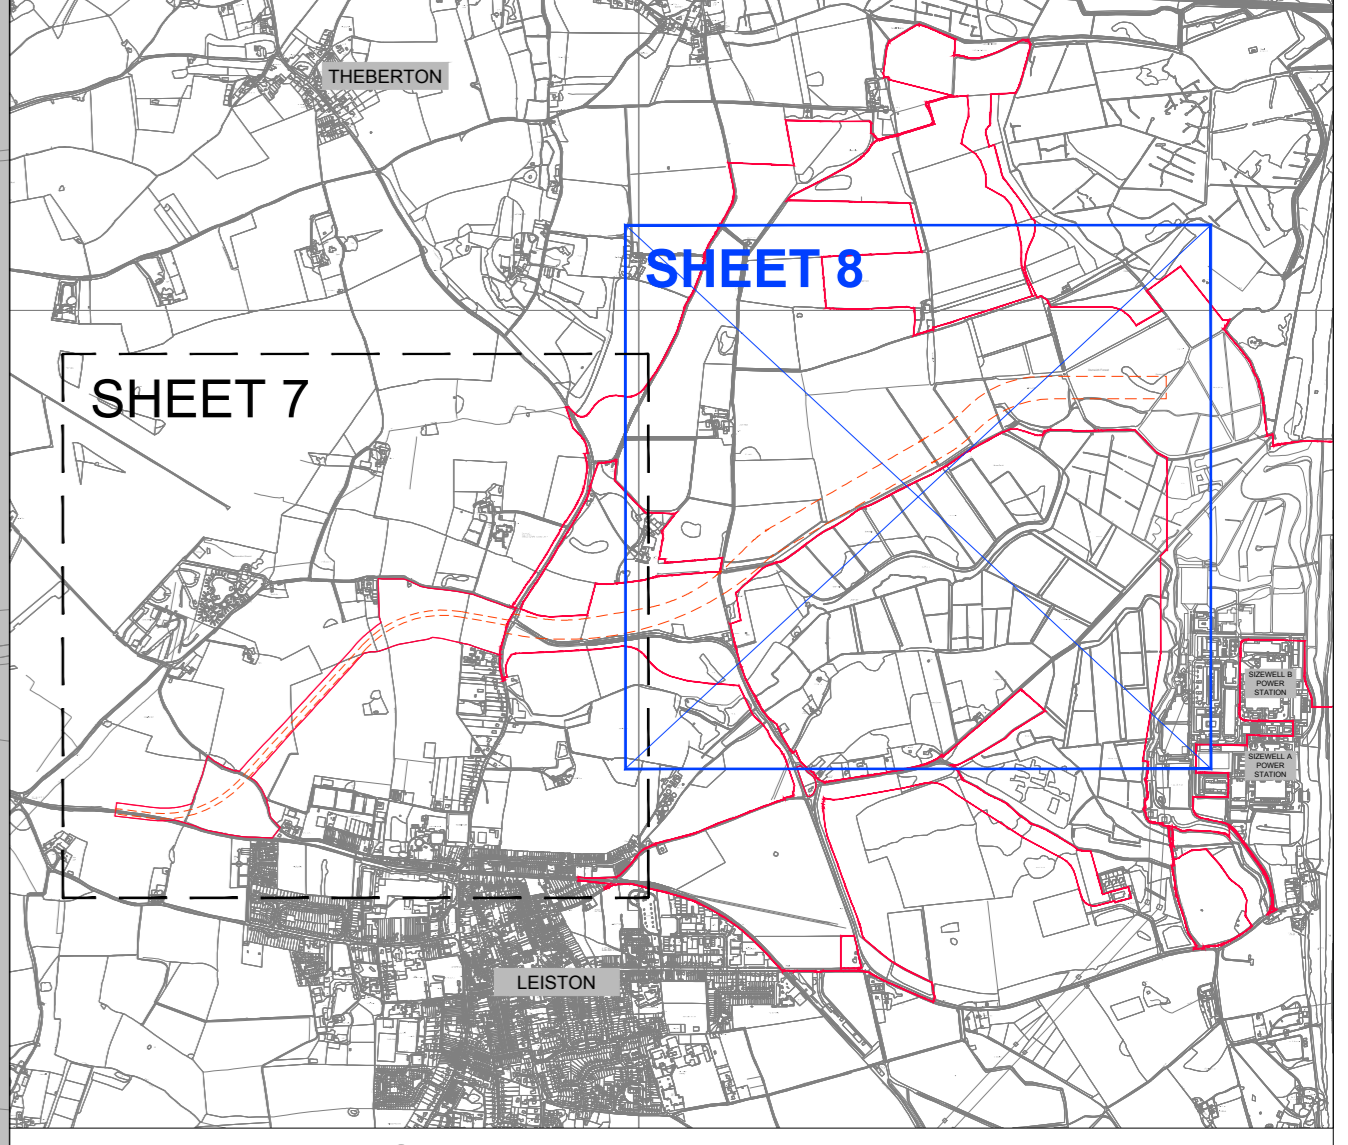 THEBERTON
SHEET 8
SHEET 7
SIZEWELL B
POWER
STATION
SIZEWELL A
POWER
STATION
LEISTON